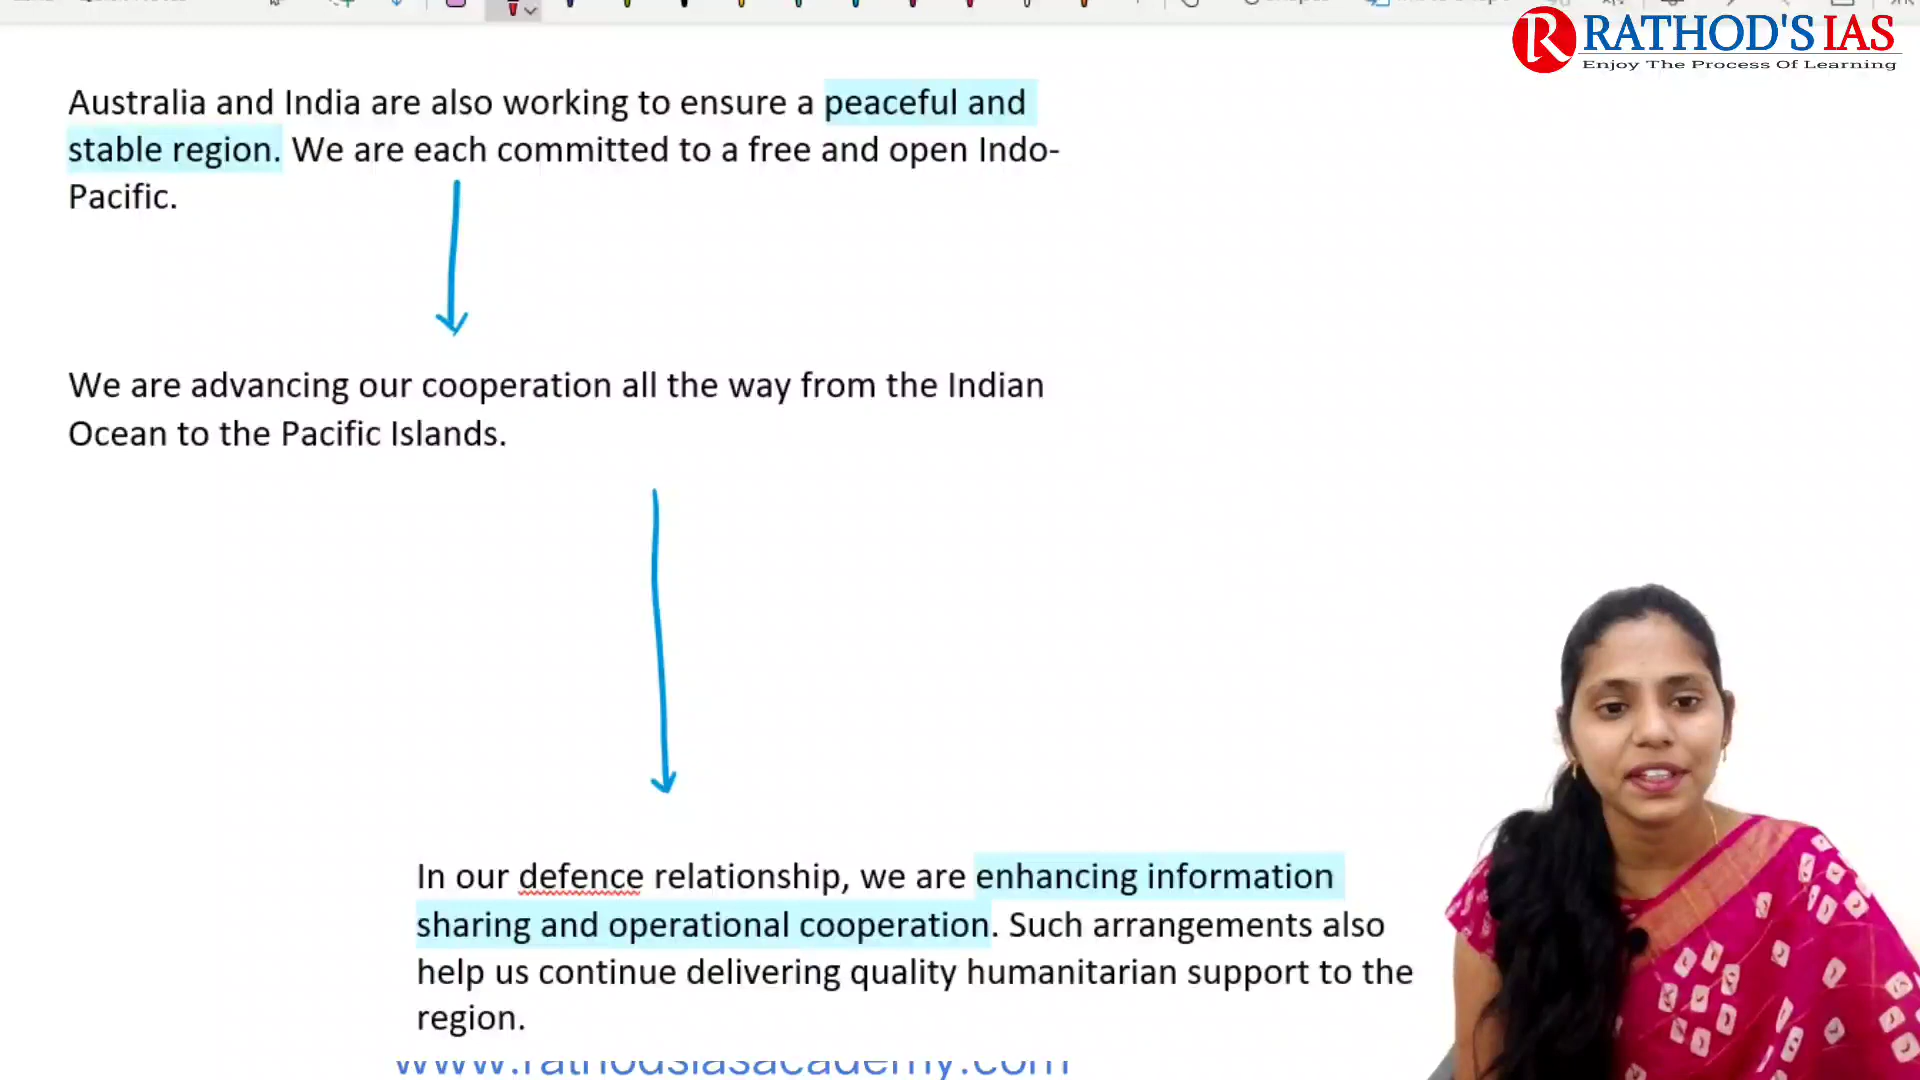 RATHOD'S IAS
Enjoy The Process Of Learning
Australia and India are also working to ensure a peaceful and
stable region. We are each committed to a free and open Indo-
Pacific.
We are advancing our cooperation all the way from the Indian
Ocean to the Pacific Islands.
In our defence relationship, we are enhancing information
sharing and operational cooperation. Such arrangements also
help us continue delivering quality humanitarian support to the
region.
www.rathodsiasacademy.com